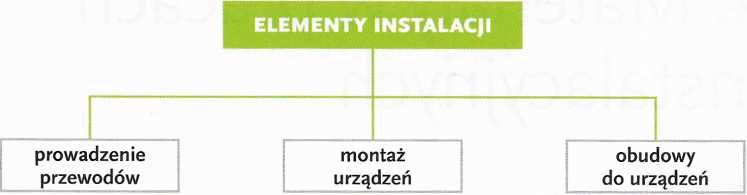 ELEMENTY INSTALACJI
prowadzenie
przewodów
montaż
urządzeń
obudowy
do urządzeń